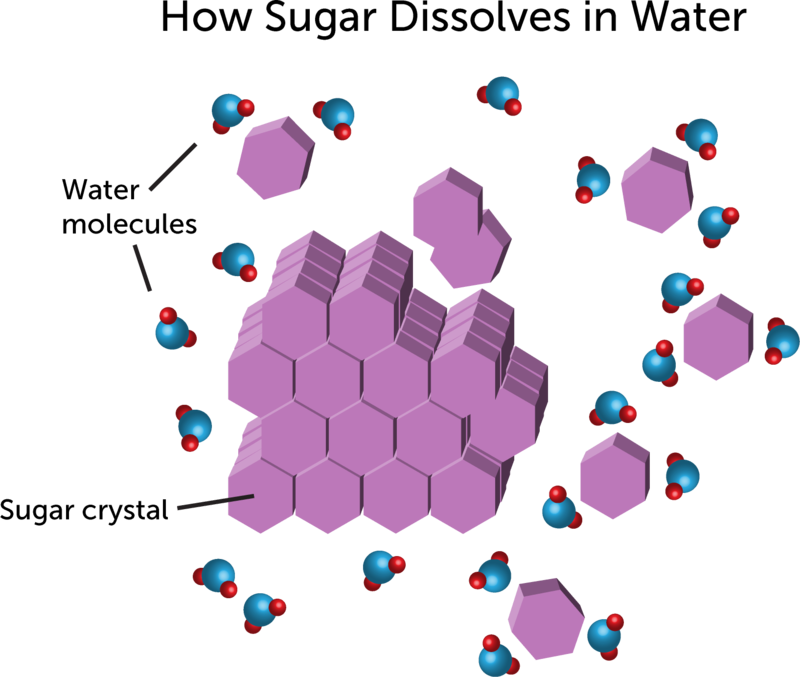 How Sugar Dissolves in Water
Water
molecules
Sugar crystal